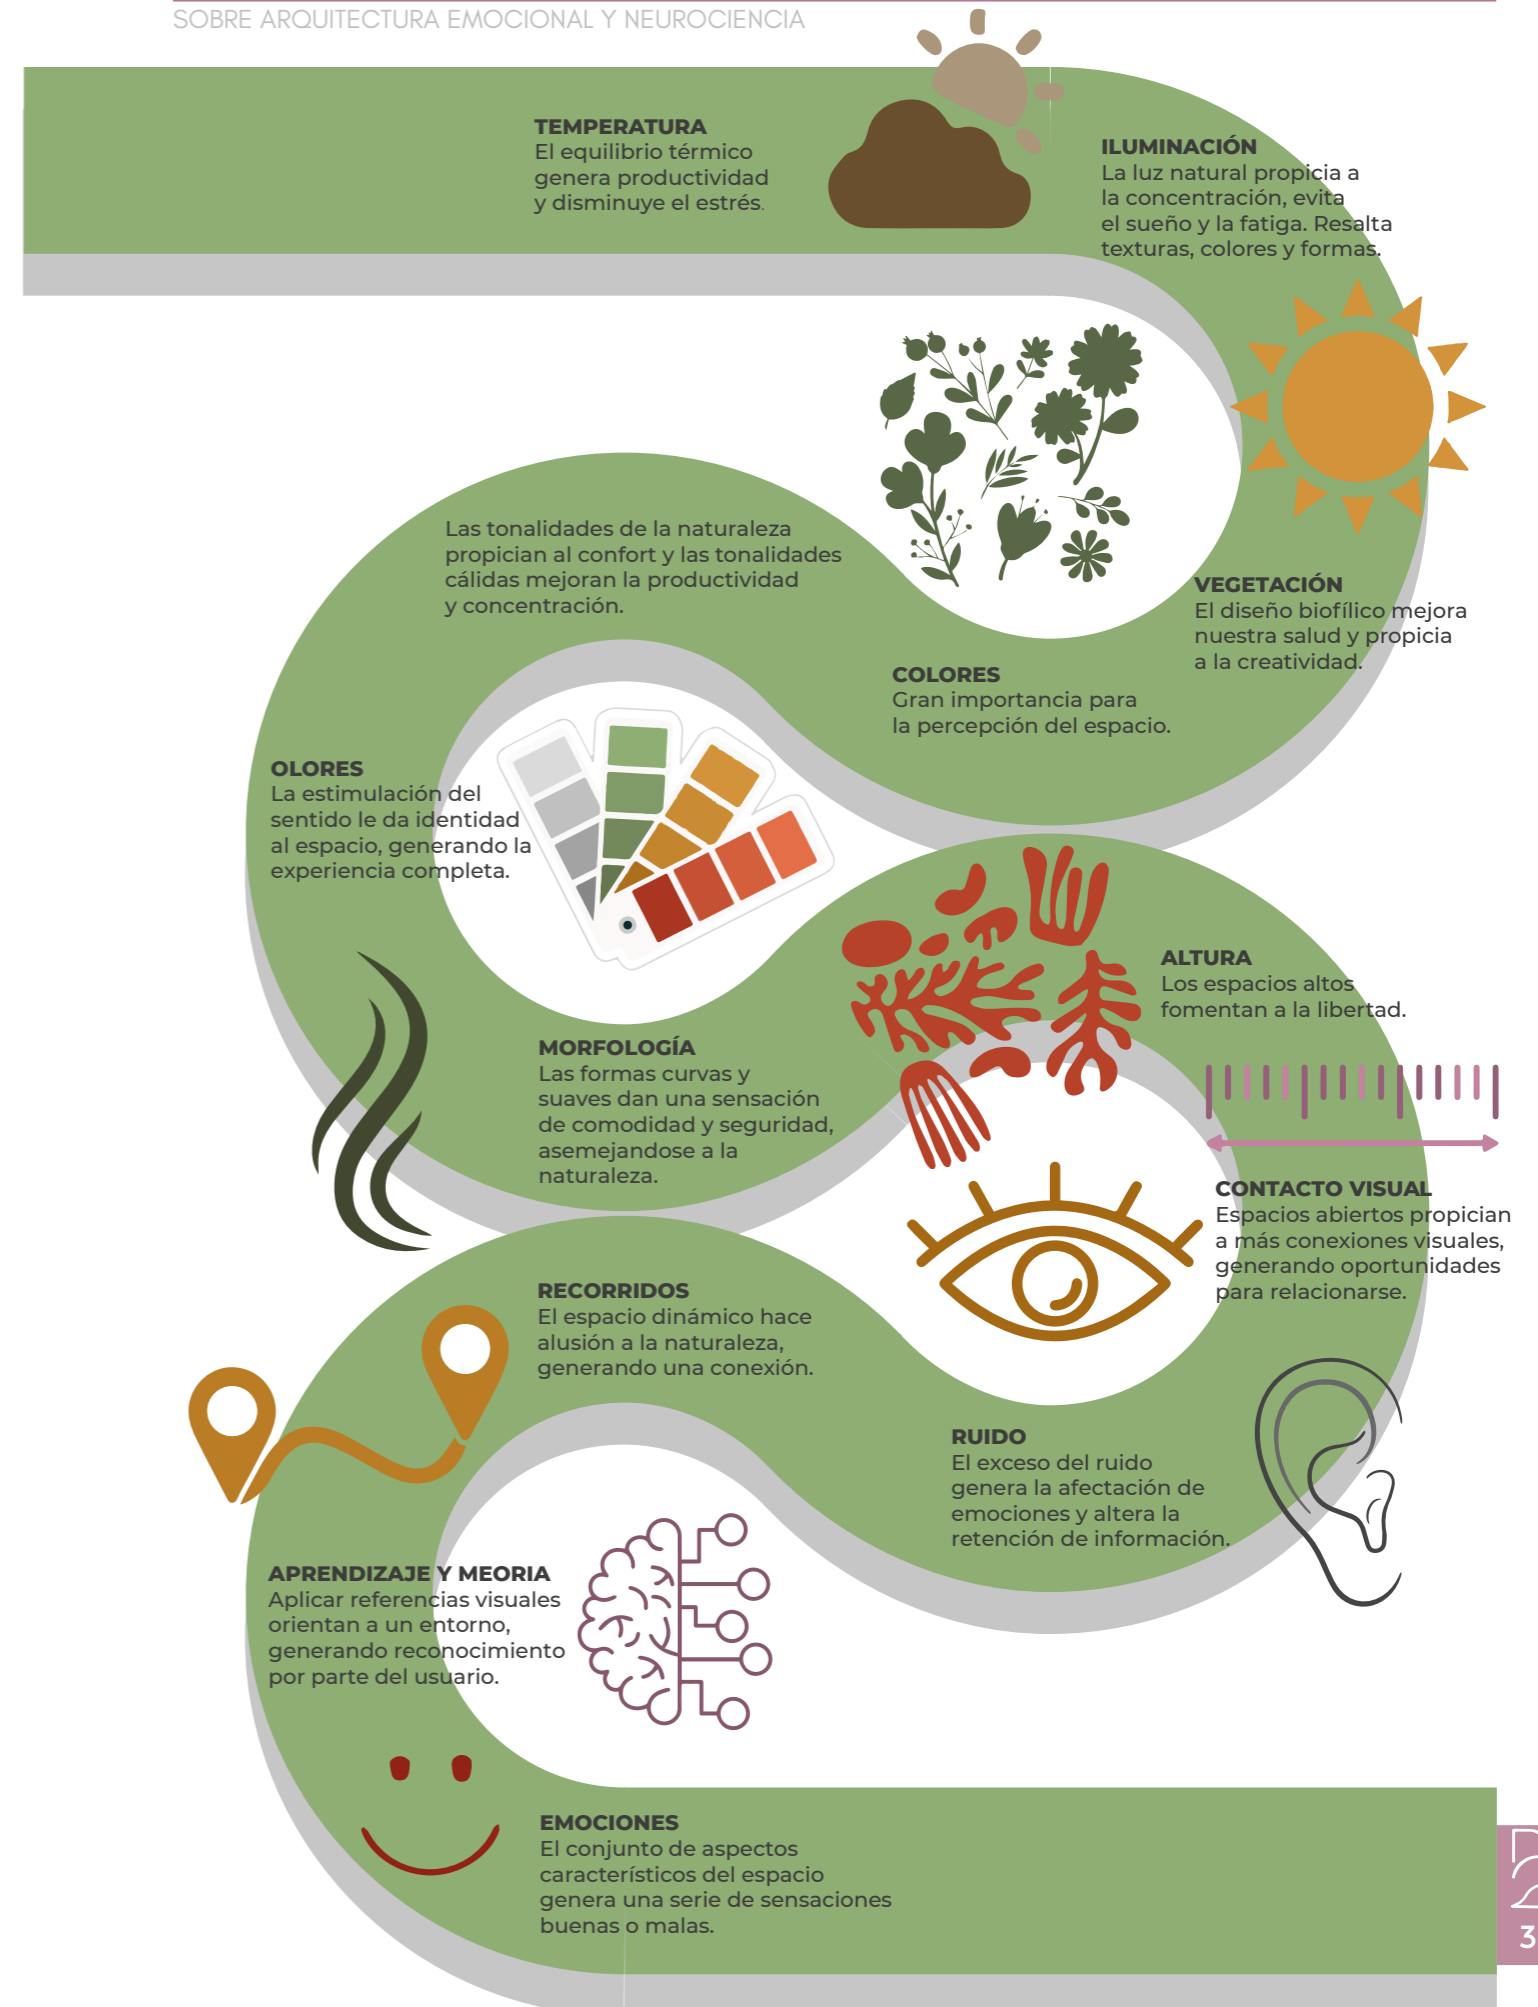 SOBRE ARQUITECTURA EMOCIONAL Y NEUROCIENCIA
TEMPERATURA
El equilibrio térmico
genera productividad
y disminuye el estrés.
ILUMINACIÓN
La luz natural propicia a
la concentración, evita
el sueño y la fatiga. Resalta
texturas, colores y formas.
VEGETACIÓN
El diseño biofílico mejora
nuestra salud y propicia
a la creatividad.
COLORES
Gran importancia para
la percepción del espacio.
Las tonalidades de la naturaleza
propician al confort y las tonalidades
cálidas mejoran la productividad
y concentración.
OLORES
La estimulación del
sentido le da identidad
al espacio, generando la
experiencia completa.
MORFOLOGÍA
Las formas curvas y
suaves dan una sensación
de comodidad y seguridad,
asemejandose a la
naturaleza.
ALTURA
Los espacios altos
fomentan a la libertad.
CONTACTO VISUAL
Espacios abiertos propician
a más conexiones visuales,
generando oportunidades
para relacionarse.
RUIDO
El exceso del ruido
genera la afectación de
emociones y altera la
retención de información.
RECORRIDOS
El espacio dinámico hace
alusión a la naturaleza,
generando una conexión.
APRENDIZAJE Y MEORIA
Aplicar referencias visuales
orientan a un entorno,
generando reconocimiento
por parte del usuario.
EMOCIONES
El conjunto de aspectos
característicos del espacio
genera una serie de sensaciones
buenas o malas.
3